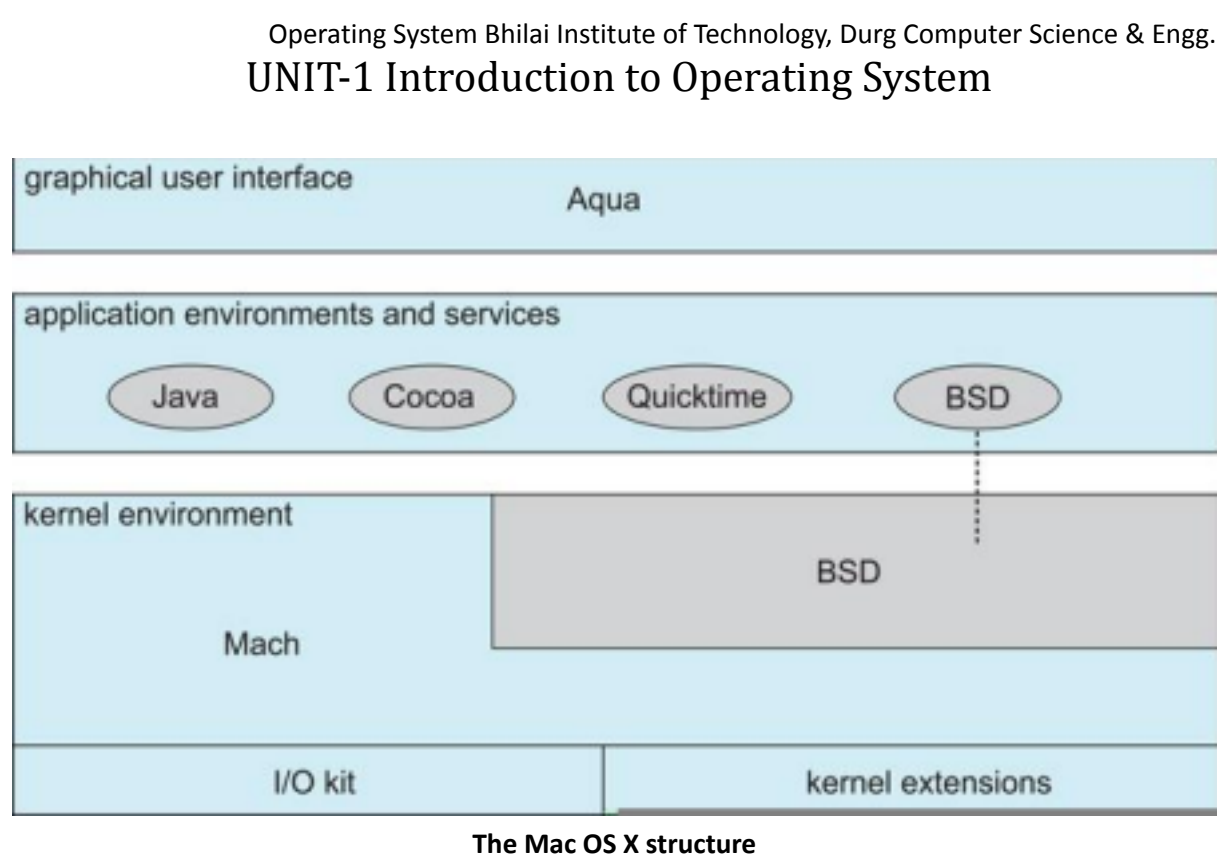 Operating System Bhilai Institute of Technology, Durg Computer Science & Engg.
UNIT-1 Introduction to Operating System
graphical user interface
Aqua
application environments and services
Java Cocoa Quicktime BSD
kernel environment
BSD
Mach
I/O kit kernel extensions
The Mac OS X structure